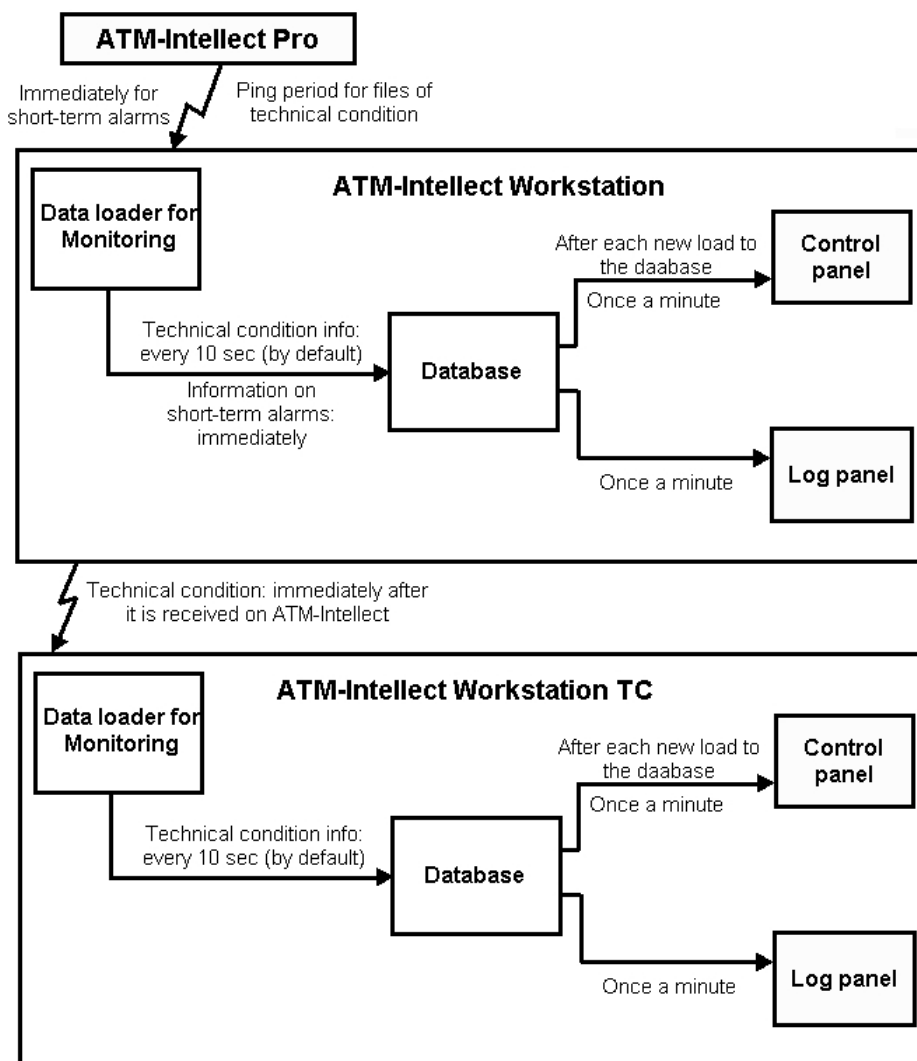 ATM-Intellect Pro
Immediately for
short-term alarms
Ping period for files of
technical condition
ATM-Intellect Workstation
Data loader for
Monitoring
After each new load to
the daabase
Once a minute
Control
panel
Technical condition info:
every 10 sec (by default)
Information on
short-term alarms:
immediately
Database
Once a minute
Log panel
Technical condition: immediately after
it is received on ATM-Intellect
ATM-Intellect Workstation TC
Data loader for
Monitoring
After each new load to
the daabase
Once a minute
Control
panel
Technical condition info:
every 10 sec (by default)
Database
Once a minute
Log panel